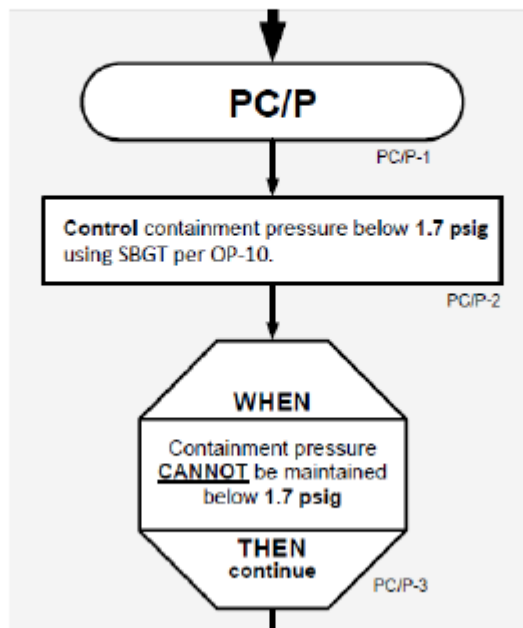 PC/P
PC/P-1
Control containment pressure below 1.7 psig
using SBGT per OP-10.
PC/P-2
WHEN
Containment pressure
CANNOT be maintained
below 1.7 psig
THEN
continue
PC/P-3